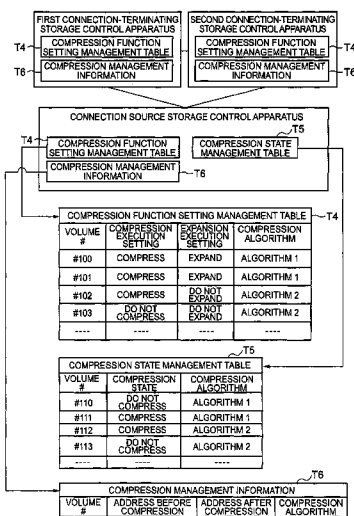 FIRST CONNECTION-TERMINATING
STORAGE CONTROL APPARATUS
T4
COMPRESSION FUNCTION
SETTING MANAGEMENT TABLE
T6
COMPRESSION MANAGEMENT
INFORMATION
SECOND CONNECTION-TERMINATING
STORAGE CONTROL APPARATUS
COMPRESSION FUNCTION
SETTING MANAGEMENT TABLE
T4
COMPRESSION MANAGEMENT
INFORMATION
T6
CONNECTION SOURCE STORAGE CONTROL APPARATUS
T4
COMPRESSION FUNCTION
SETTING MANAGEMENT TABLE
T5
COMPRESSION STATE
MANAGEMENT TABLE
COMPRESSION MANAGEMENT
INFORMATION
T6
COMPRESSION FUNCTION SETTING MANAGEMENT TABLE T4
VOLUME # COMPRESSION EXECUTION SETTING EXPANSION EXECUTION SETTING COMPRESSION ALGORITHM
#100 COMPRESS EXPAND ALGORITHM 1
#101 COMPRESS EXPAND ALGORITHM 1
#102 COMPRESS DO NOT EXPAND ALGORITHM 2
#103 DO NOT COMPRESS DO NOT EXPAND ALGORITHM 2
---- ---- ---- ----
T5
COMPRESSION STATE MANAGEMENT TABLE
VOLUME # COMPRESSION STATE COMPRESSION ALGORITHM
#110 DO NOT COMPRESS ALGORITHM 1
#111 COMPRESS ALGORITHM 1
#112 COMPRESS ALGORITHM 2
#113 DO NOT COMPRESS ALGORITHM 2
---- ---- ----
T6
COMPRESSION MANAGEMENT INFORMATION
VOLUME # ADDRESS BEFORE COMPRESSION ADDRESS AFTER COMPRESSION COMPRESSION ALGORITHM